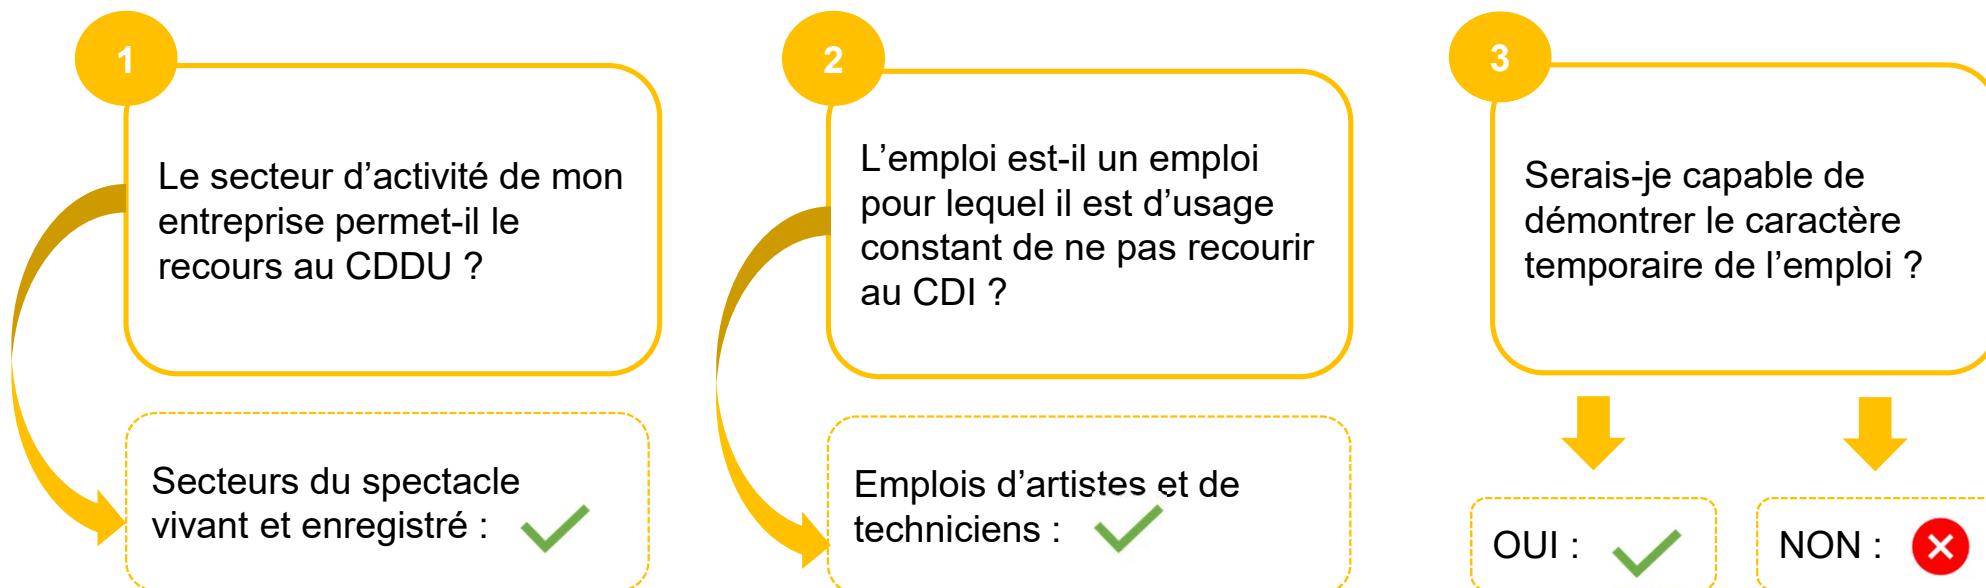 1
Le secteur d’activité de mon
entreprise permet-il le
recours au CDDU ?
Secteurs du spectacle
vivant et enregistré :
2
L’emploi est-il un emploi
pour lequel il est d’usage
constant de ne pas recourir
au CDI ?
Emplois d’artistes et de
techniciens :
3
Serais-je capable de
démontrer le caractère
temporaire de l’emploi ?
OUI :
NON :